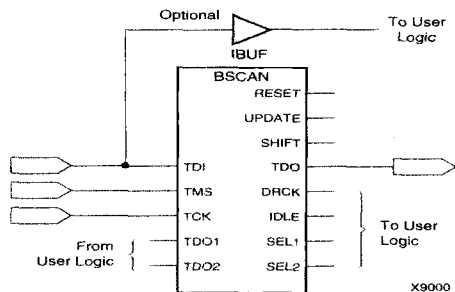 Optional
To User
Logic
IBUF
BSCAN
RESET
UPDATE
SHIFT
TDI
TDO
TMS
DRCK
TCK
IDLE
To User
Logic
From
User Logic
TDO1
SEL1
TDO2
SEL2
X9000